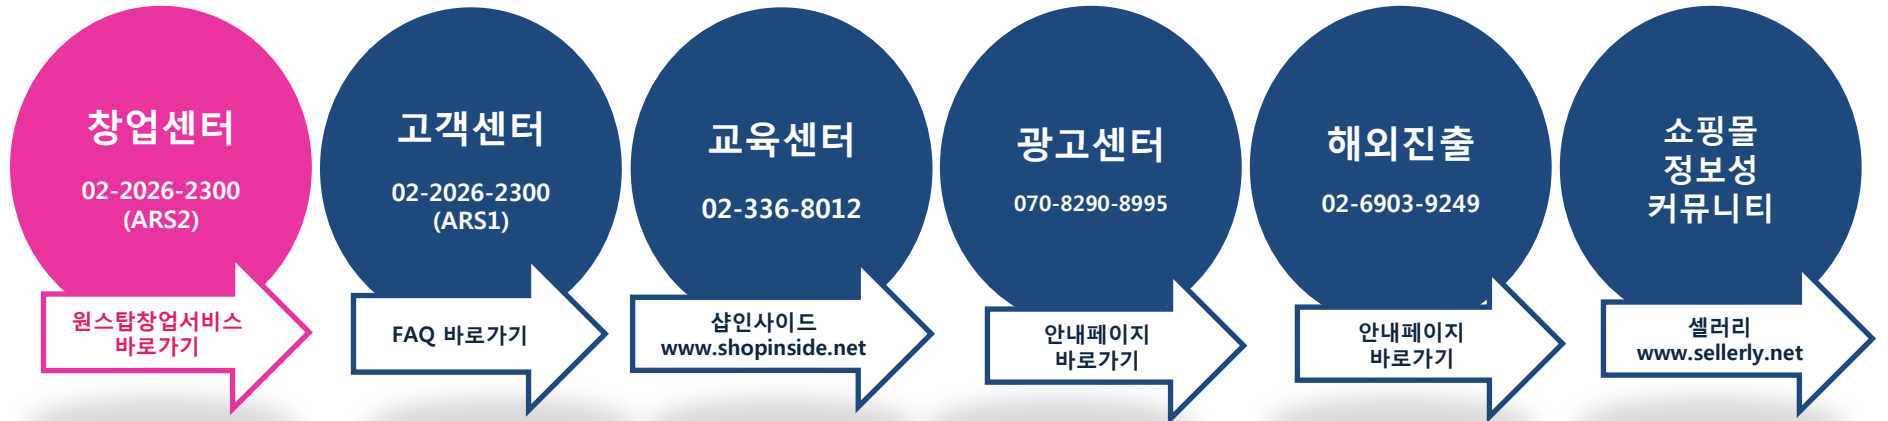 창업센터
02-2026-2300
(ARS2)
원스탑창업서비스
바로가기
고객센터
02-2026-2300
(ARS1)
FAQ 바로가기
교육센터
02-336-8012
샵인사이드
www.shopinside.net
광고센터
070-8290-8995
안내페이지
바로가기
해외진출
02-6903-9249
안내페이지
바로가기
쇼핑몰
정보성
커뮤니티
셀러리
www.sellerly.net